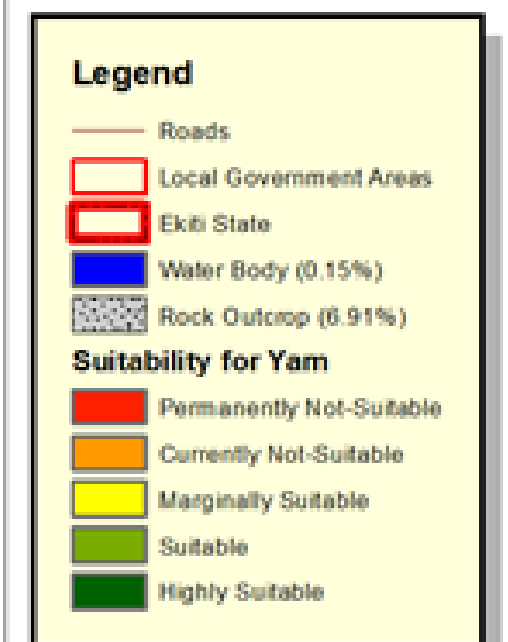 Legend
Roads
Local Government Areas
Ekiti State
Water Body (0.15%)
Rock Outcrop (6.91%)
Suitability for Yam
Permanently Not-Suitable
Currently Not-Suitable
Marginally Suitable
Suitable
Highly Suitable